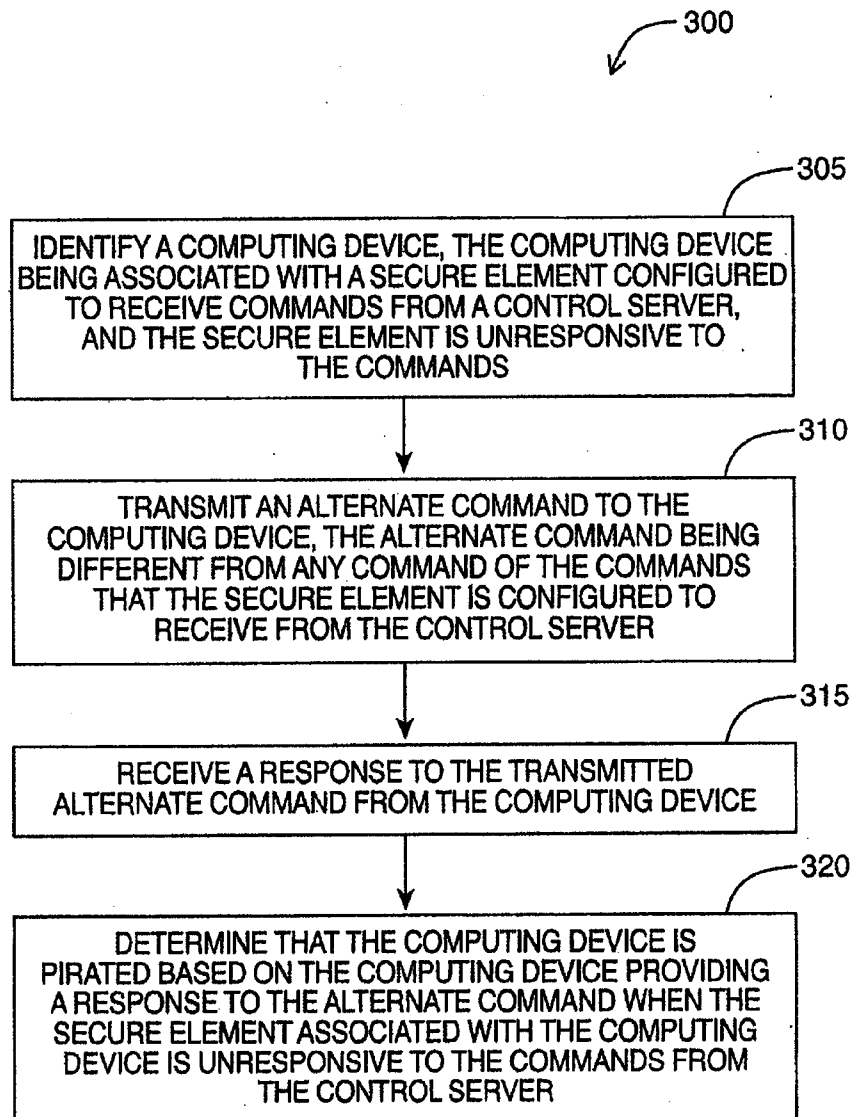 300
305
IDENTIFY A COMPUTING DEVICE, THE COMPUTING DEVICE
BEING ASSOCIATED WITH A SECURE ELEMENT CONFIGURED
TO RECEIVE COMMANDS FROM A CONTROL SERVER,
AND THE SECURE ELEMENT IS UNRESPONSIVE TO
THE COMMANDS
310
TRANSMIT AN ALTERNATE COMMAND TO THE
COMPUTING DEVICE, THE ALTERNATE COMMAND BEING
DIFFERENT FROM ANY COMMAND OF THE COMMANDS
THAT THE SECURE ELEMENT IS CONFIGURED TO
RECEIVE FROM THE CONTROL SERVER
315
RECEIVE A RESPONSE TO THE TRANSMITTED
ALTERNATE COMMAND FROM THE COMPUTING DEVICE
320
DETERMINE THAT THE COMPUTING DEVICE IS
PIRATED BASED ON THE COMPUTING DEVICE PROVIDING
A RESPONSE TO THE ALTERNATE COMMAND WHEN THE
SECURE ELEMENT ASSOCIATED WITH THE COMPUTING
DEVICE IS UNRESPONSIVE TO THE COMMANDS FROM
THE CONTROL SERVER